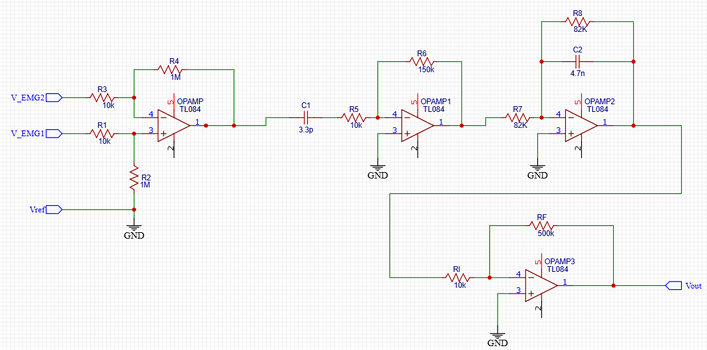 R8
82K
C2
4.7n
R4
1M
R6
150k
V_EMG2
R3
10k
4
5
OPAMP
TL084
1
3
2
V_EMG1
R1
10k
C1
3.3p
R5
10k
4
5
OPAMP1
TL084
1
3
2
R7
82K
4
5
OPAMP2
TL084
1
3
2
GND
GND
R2
1M
Vref
GND
RF
500k
RI
10k
4
5
OPAMP3
TL084
1
3
2
Vout
GND